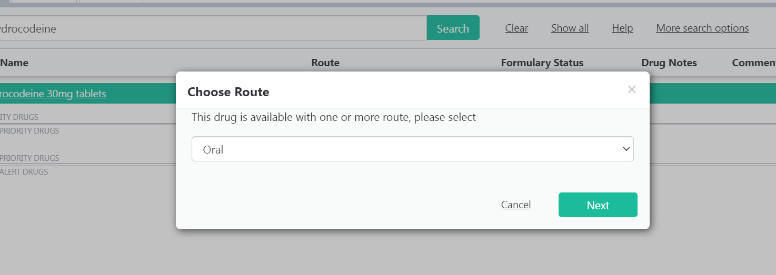 ydrocodeine Search Clear Show all Help More search options
Name Route Formulary Status Drug Notes Commen
Choose Route ×
rocodeine 30mg tablets
This drug is available with one or more route, please select
ITY DRUGS
PRIORITY DRUGS
Oral
PRIORITY DRUGS
ALERT DRUGS
Cancel Next